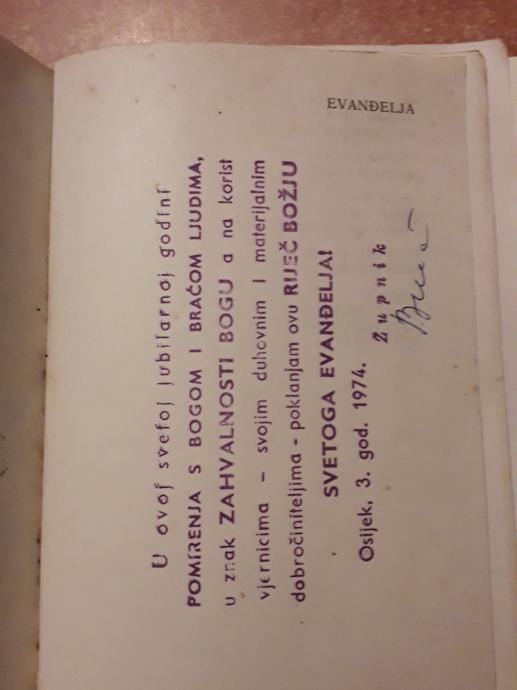 EVANĐELJA
U ovoj svetoj jubilarnoj godini
POMIRENJA S BOGOM I BRAĆOM LJUDIMA,
u znak ZAHVALNOSTI BOGU a na korist
vjernicima – svojim duhovnim i materijalnim
dobročiniteljima - poklanjam ovu RIJEČ BOŽJU
SVETOGA EVANĐELJA!
Osijek, 3. god. 1974.
Župnik